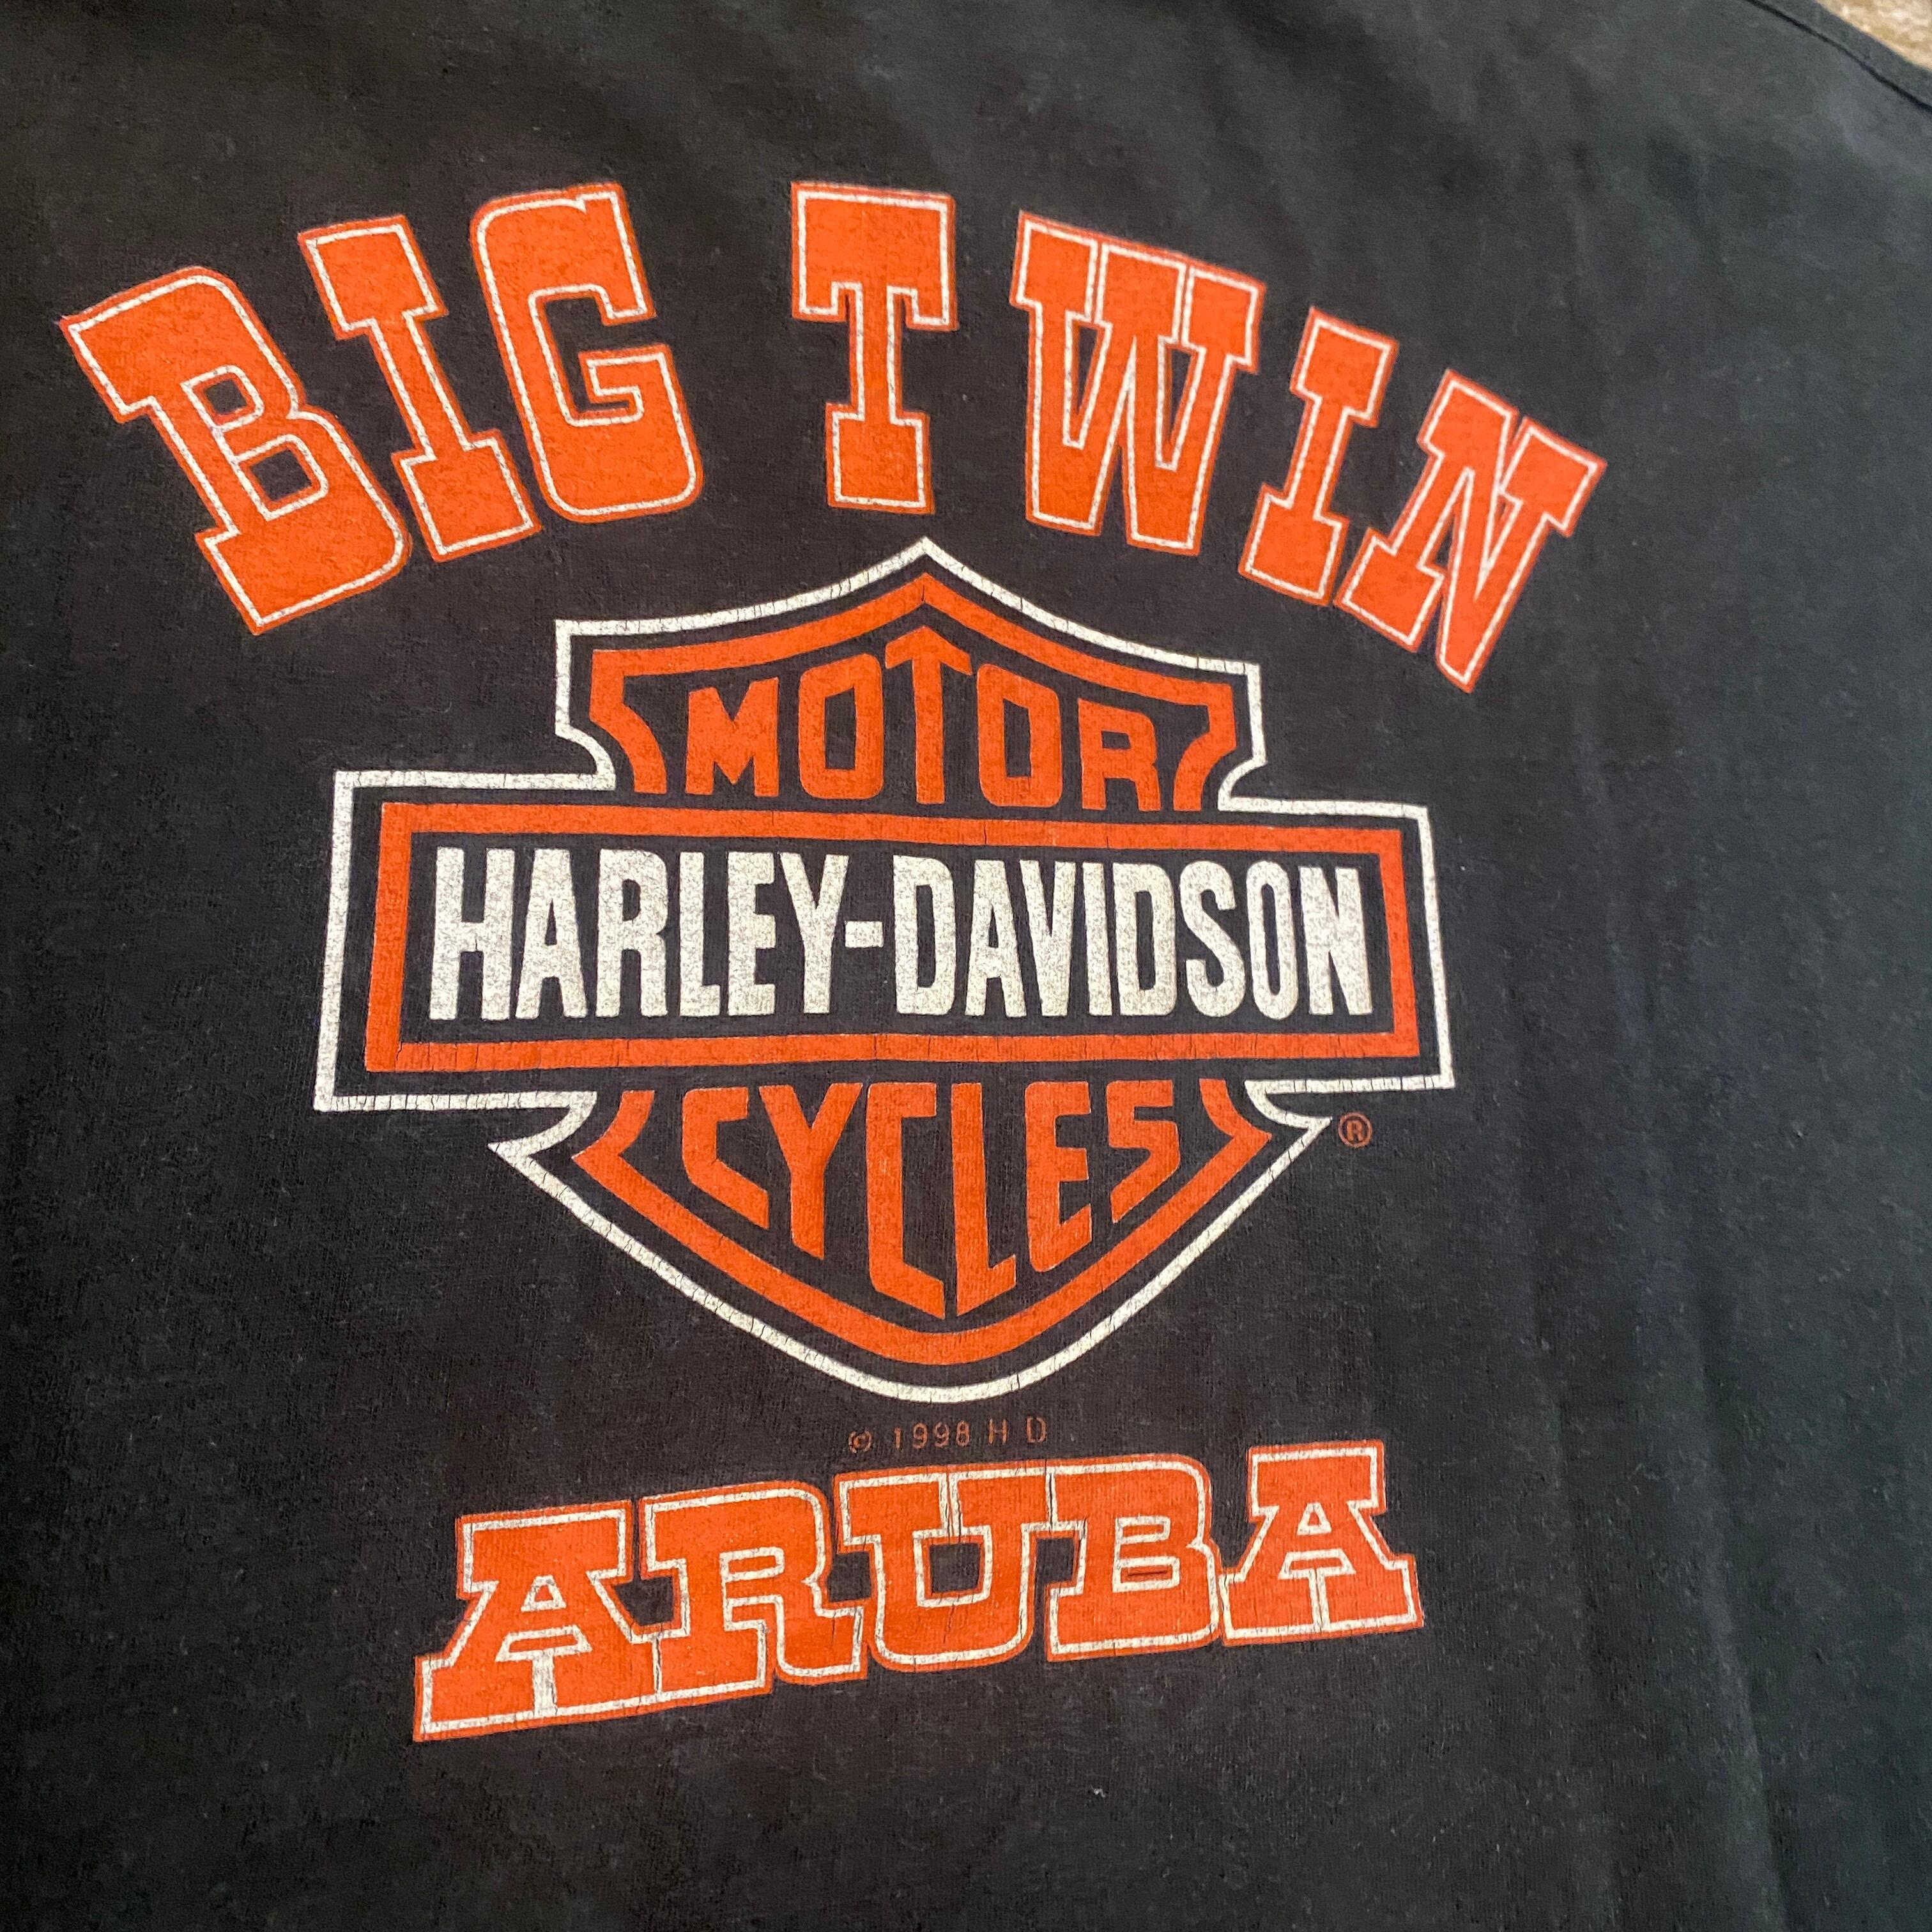 BIG TWIN
MOTOR
HARLEY-DAVIDSON
CYCLES
®
© 1998 H D
ARUBA